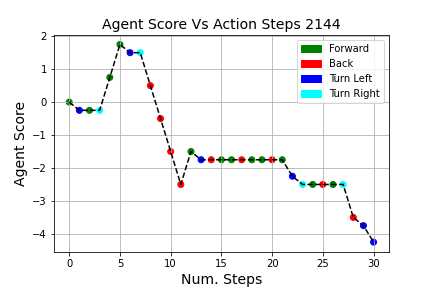 Agent Score Vs Action Steps 2144
Agent Score
2
1
0
−1
−2
−3
−4
Forward
Back
Turn Left
Turn Right
0 5 10 15 20 25 30
Num. Steps